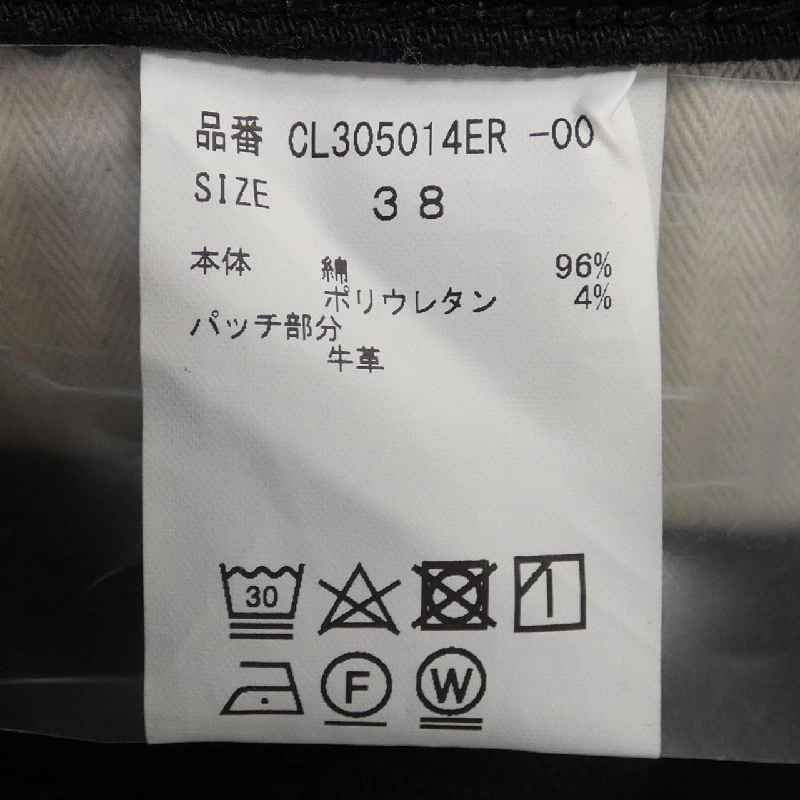 品番 CL305014ER -00
SIZE 38
本体 綿 96%
ポリウレタン 4%
パッチ部分
牛革
30
F W